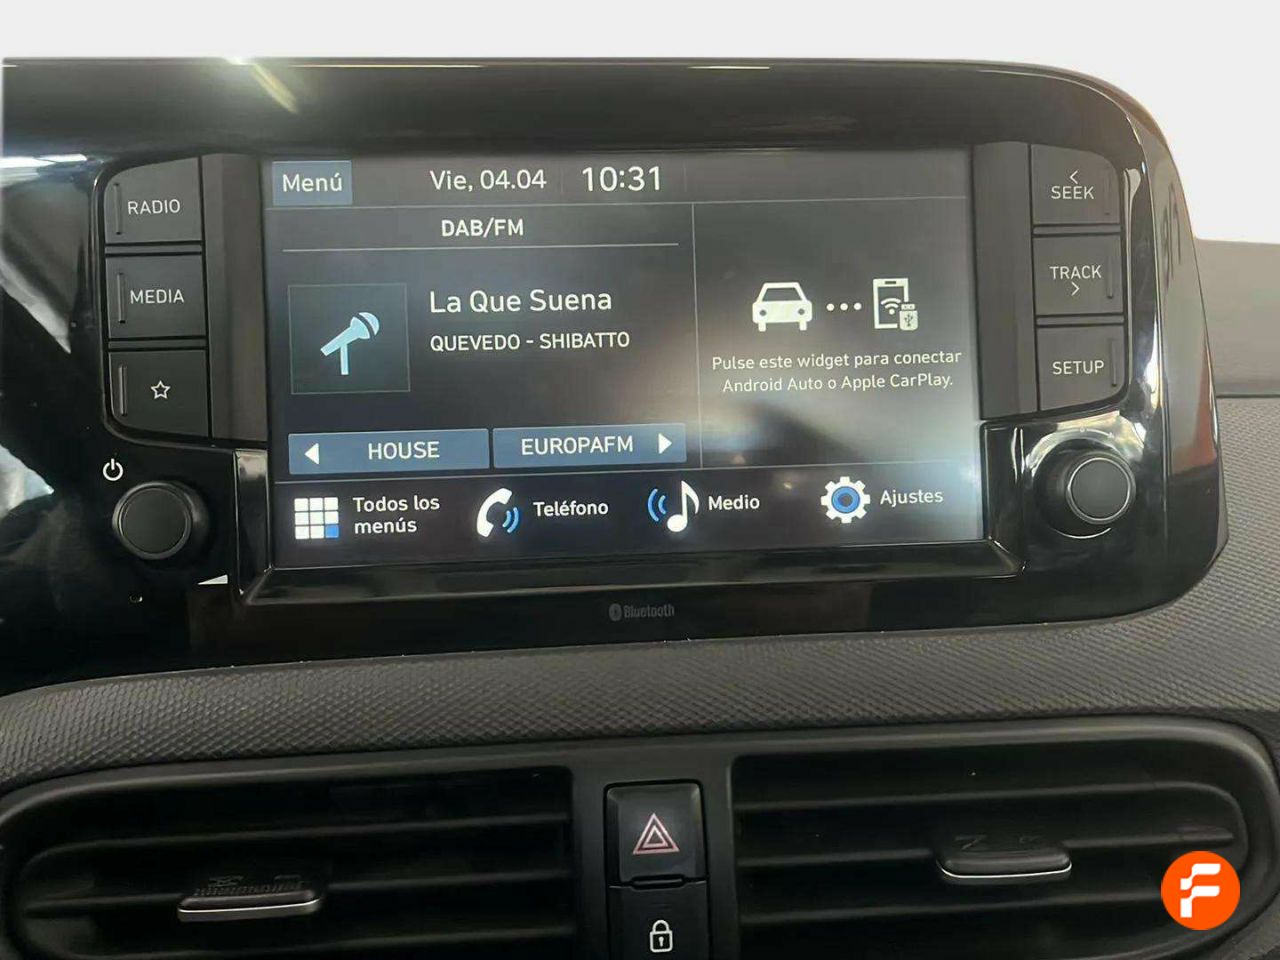 Menú
Vie, 04.04
10:31
DAB/FM
La Que Suena
QUEVEDO - SHIBATTO
Pulse este widget para conectar
Android Auto o Apple CarPlay.
HOUSE
EUROPAFM
Todos los
menús
Teléfono
Medio
Ajustes
RADIO
MEDIA
SEEK
TRACK
SETUP
Bluetooth